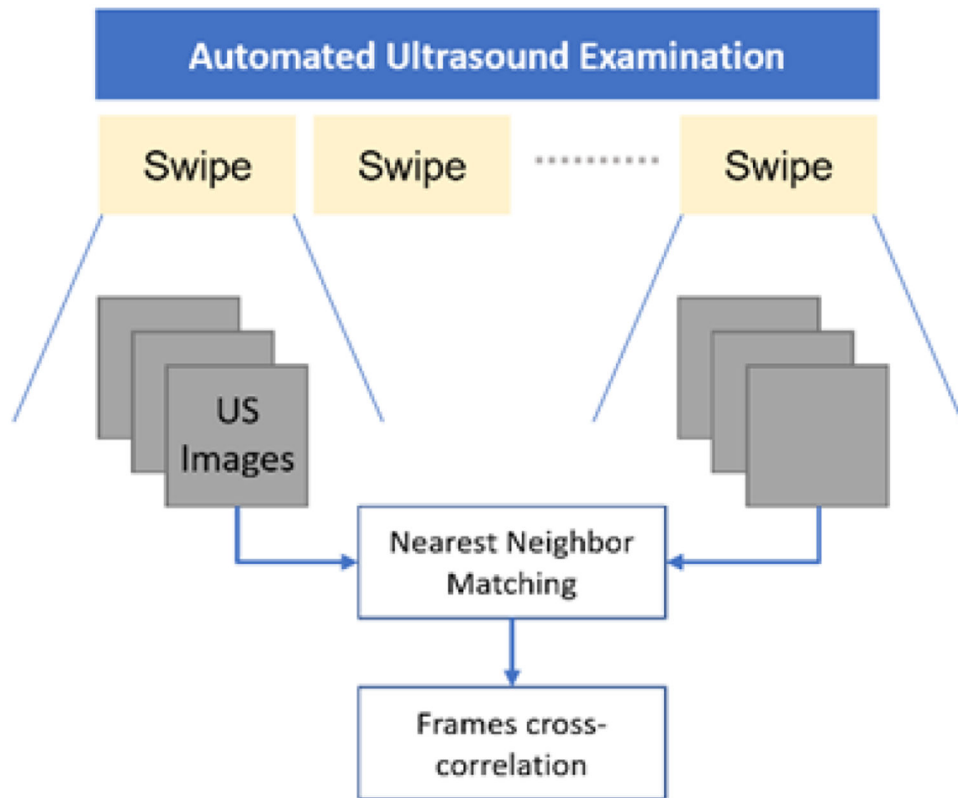 Automated Ultrasound Examination
Swipe
Swipe
Swipe
US
Images
Nearest Neighbor
Matching
Frames cross-
correlation